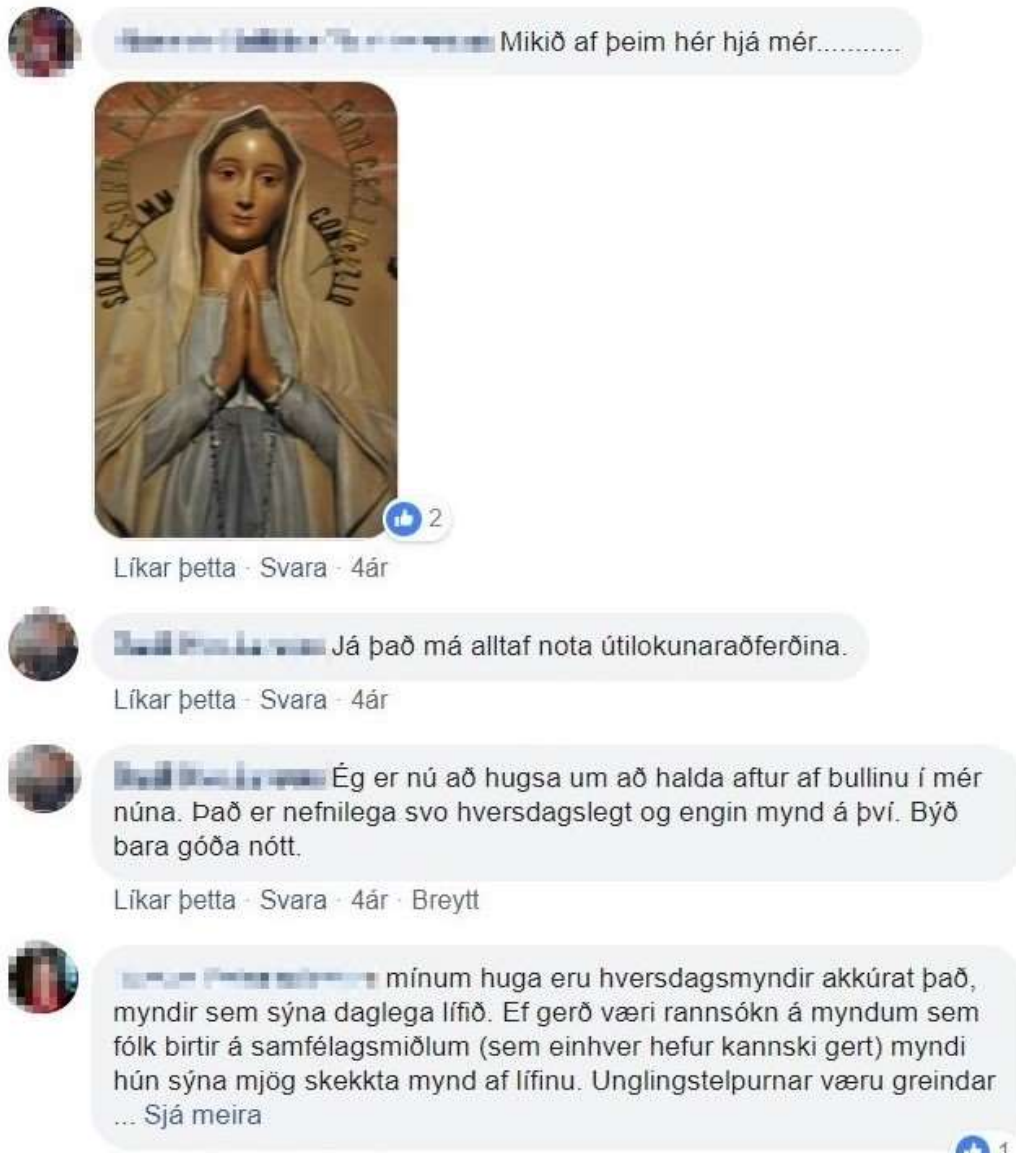 Mikið af þeim hér hjá mér...........
CONCEZIO
SONO
IMM
CONCEZIO
2
Líkar þetta · Svara · 4ár
Já það má alltaf nota útilokunaraðferðina.
Líkar þetta · Svara · 4ár
Ég er nú að hugsa um að halda aftur af bullinu í mér
núna. Það er nefnilega svo hversdagslegt og engin mynd á því. Býð
bara góða nótt.
Líkar þetta · Svara · 4ár · Breytt
mínum huga eru hversdagsmyndir akkúrat það,
myndir sem sýna daglega lífið. Ef gerð væri rannsókn á myndum sem
fólk birtir á samfélagsmiðlum (sem einhver hefur kannski gert) myndi
hún sýna mjög skekkta mynd af lífinu. Unglingstelpurnar væru greindar
... Sjá meira
1